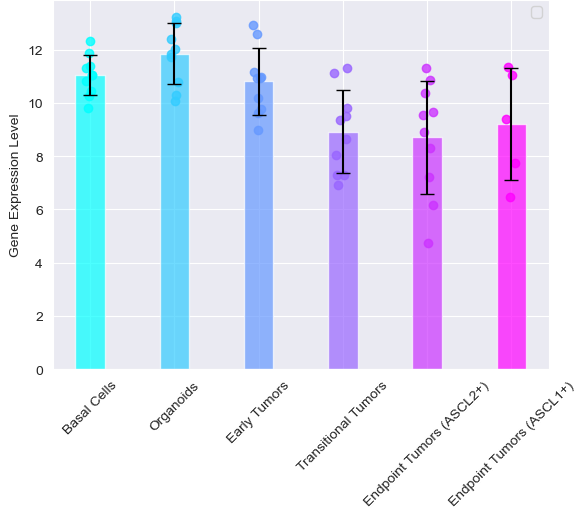 Gene Expression Level
12
10
8
6
4
2
0
Basal Cells
Organoids
Early Tumors
Transitional Tumors
Endpoint Tumors (ASCL2+)
Endpoint Tumors (ASCL1+)